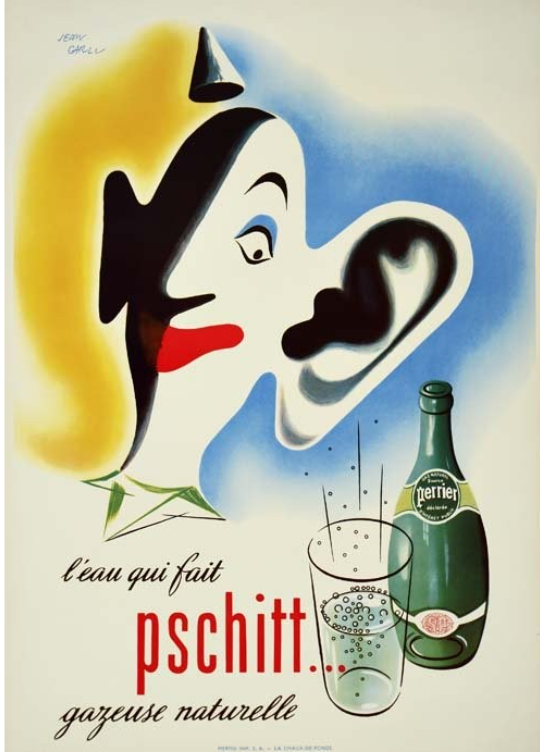 JEAN
CARLU
perrier
l'eau qui fait
pschitt...
gazeuse naturelle